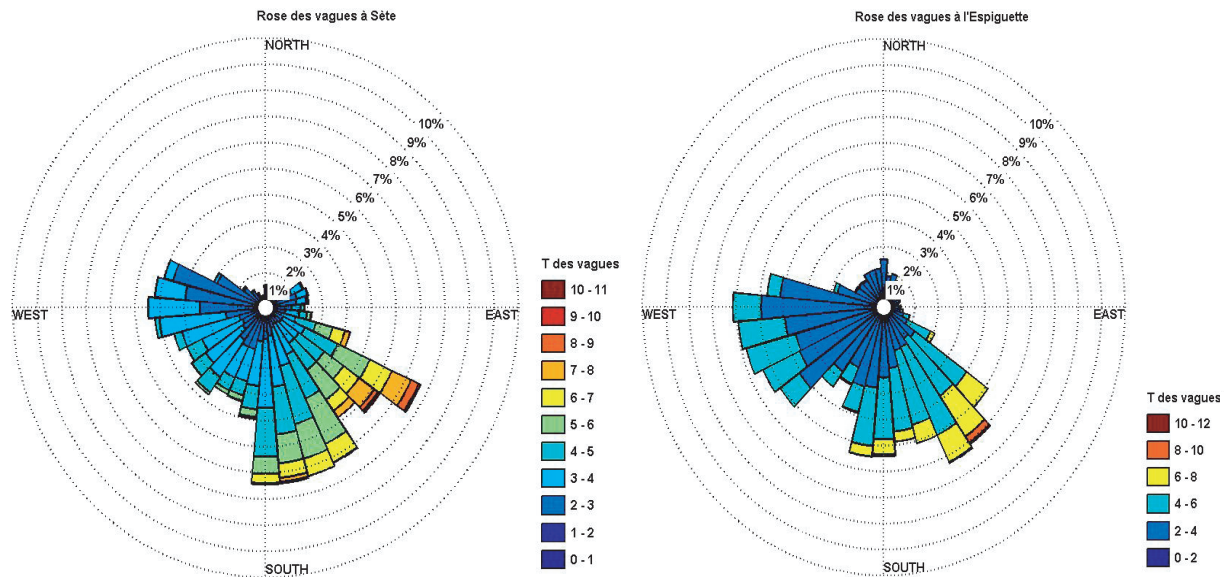 Rose des vagues à Sète
NORTH
10%
9%
8%
7%
6%
5%
4%
3%
2%
1%
WEST
EAST
SOUTH
T des vagues
10 - 11
9 - 10
8 - 9
7 - 8
6 - 7
5 - 6
4 - 5
3 - 4
2 - 3
1 - 2
0 - 1
Rose des vagues à l'Espiguette
NORTH
10%
9%
8%
7%
6%
5%
4%
3%
2%
1%
WEST
EAST
SOUTH
T des vagues
10 - 12
8 - 10
6 - 8
4 - 6
2 - 4
0 - 2